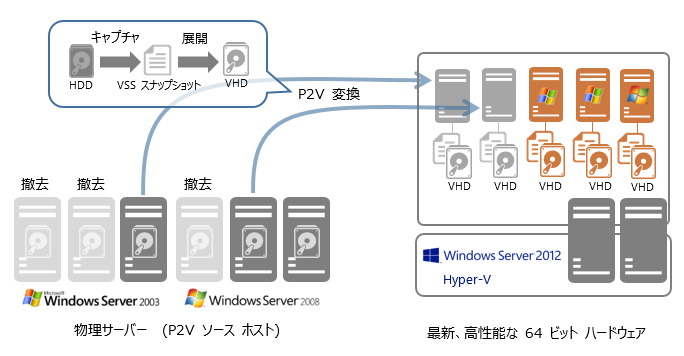 キャプチャ
展開
HDD
VSS スナップショット
VHD
P2V 変換
撤去
撤去
撤去
VHD
VHD
VHD
VHD
VHD
Microsoft
Windows Server 2003
Windows Server 2008
物理サーバー (P2V ソース ホスト)
Windows Server 2012
Hyper-V
最新、高性能な 64 ビット ハードウェア